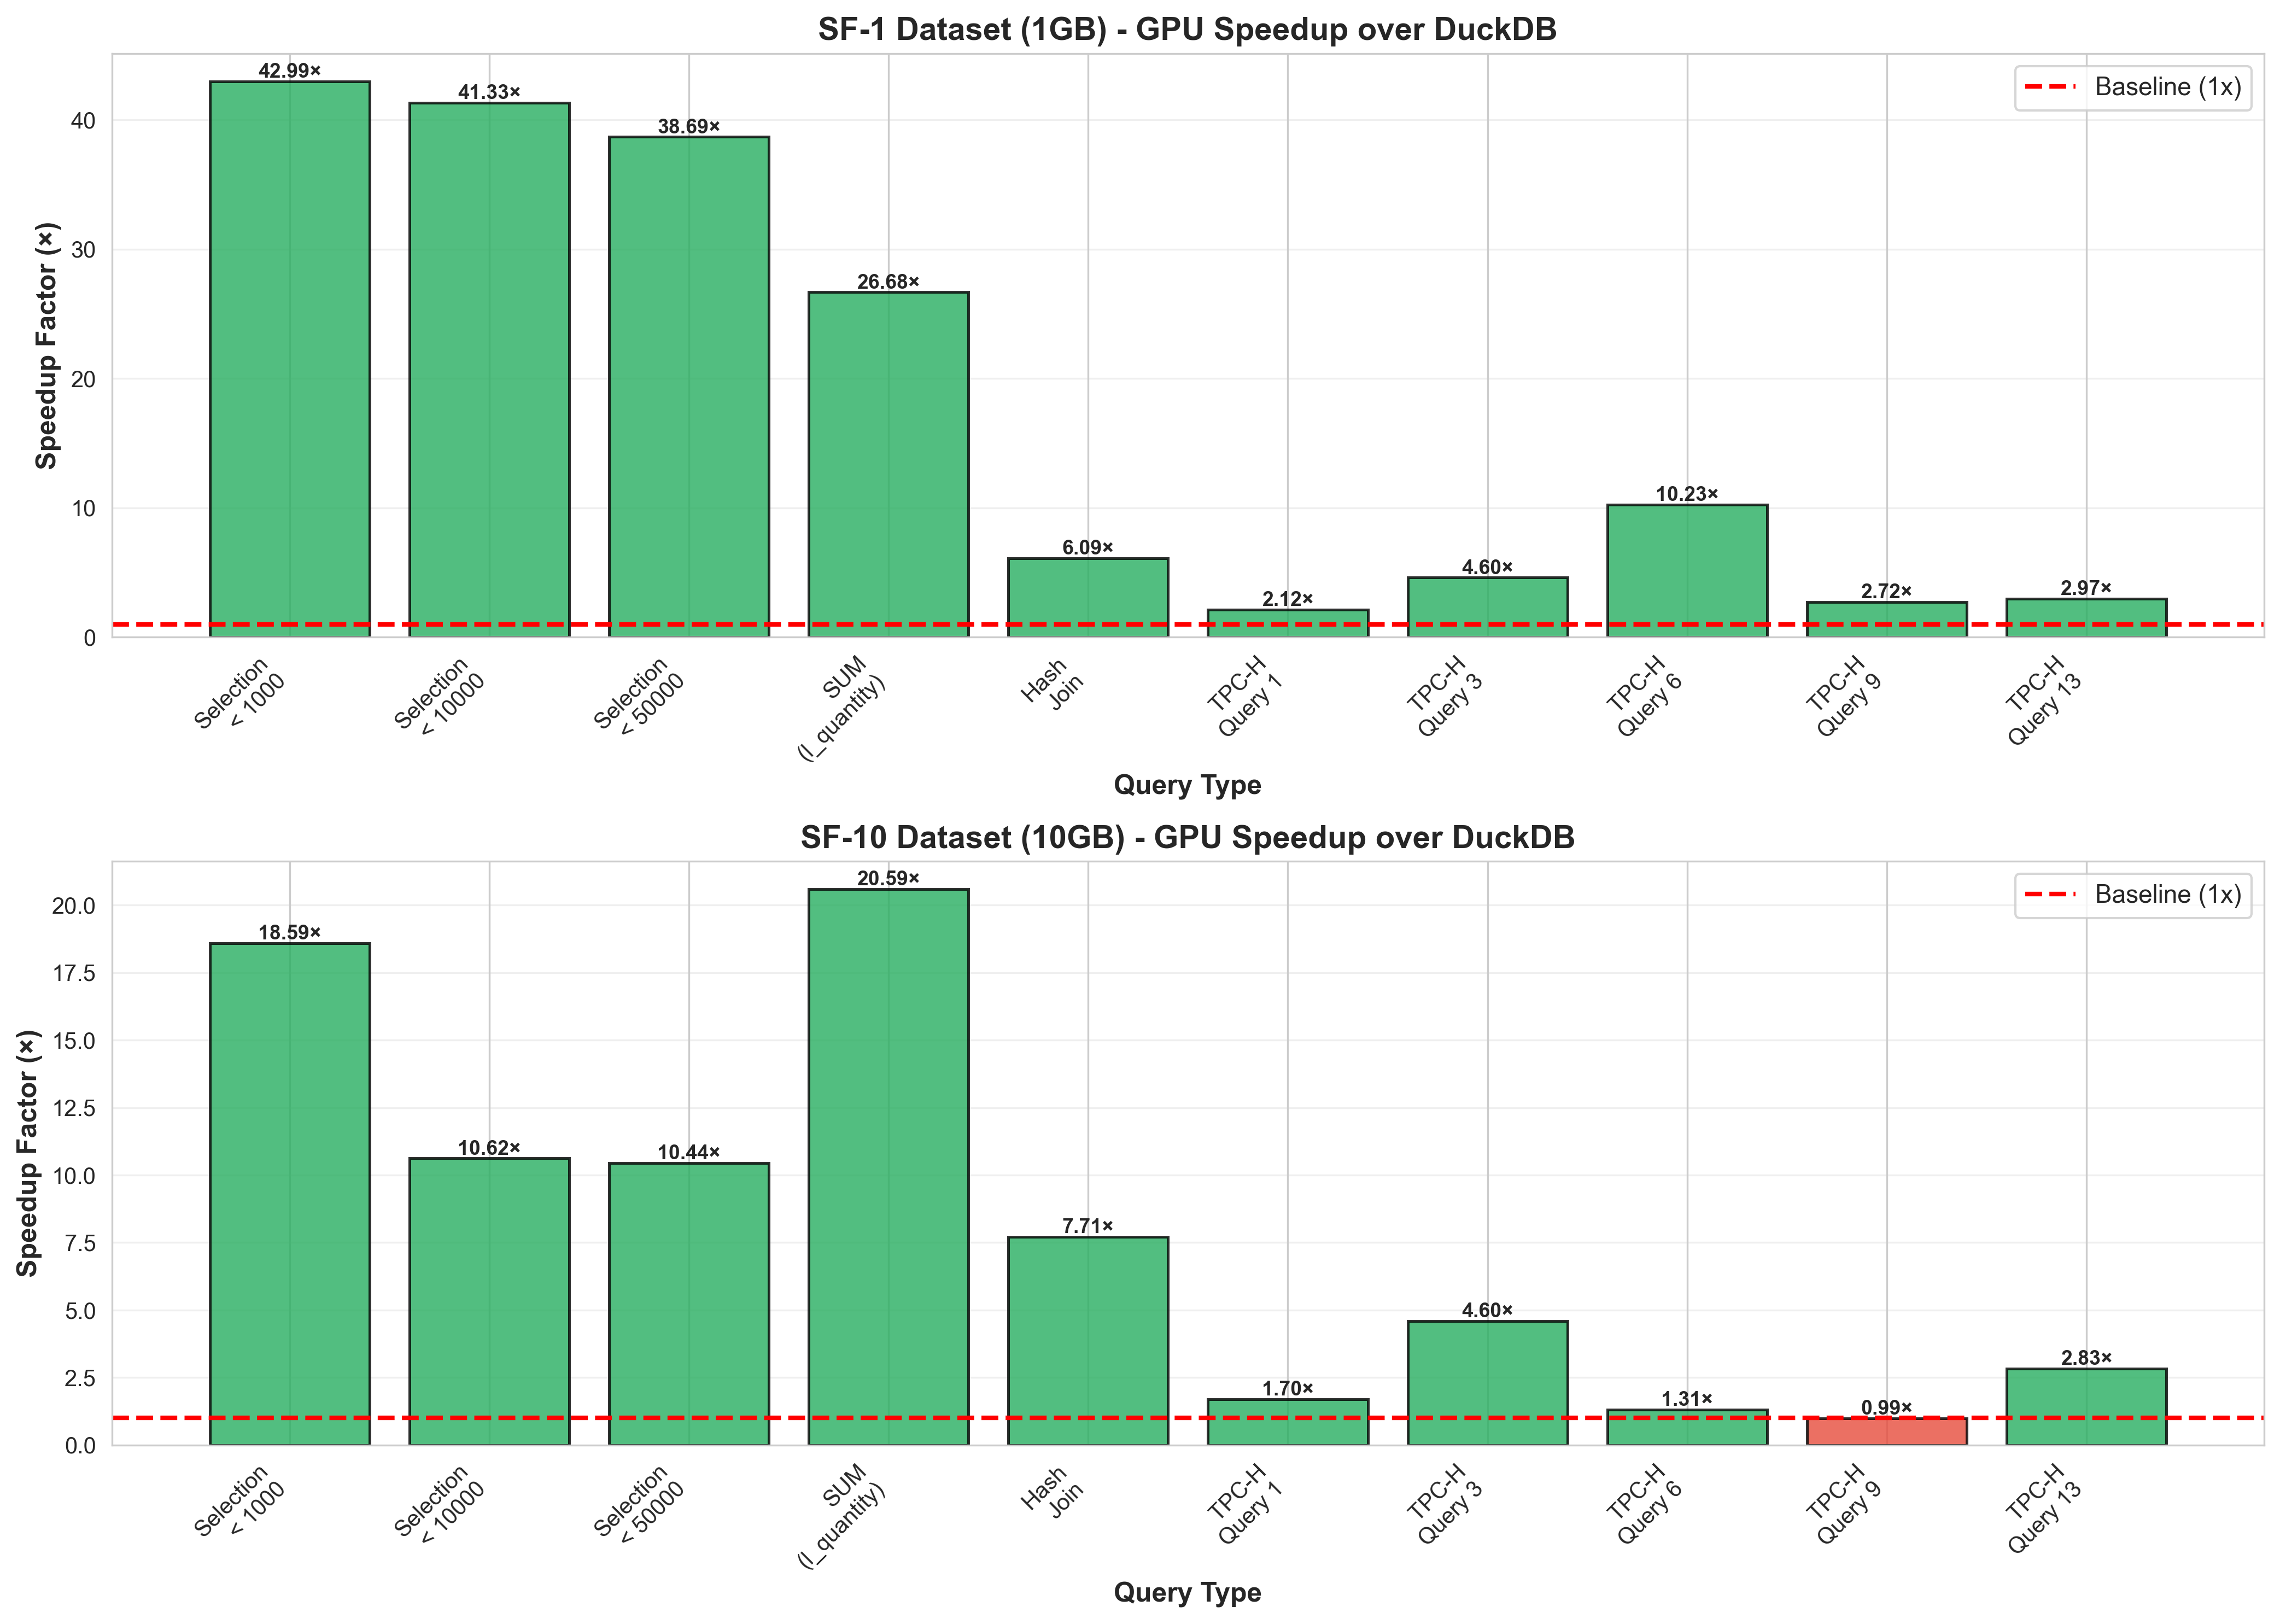 SF-1 Dataset (1GB) - GPU Speedup over DuckDB
Baseline (1x)
Speedup Factor (×)
40
30
20
10
0
42.99×
41.33×
38.69×
26.68×
6.09×
2.12×
4.60×
10.23×
2.72×
2.97×
Selection
< 1000
Selection
< 10000
Selection
< 50000
SUM
(l_quantity)
Hash
Join
TPC-H
Query 1
TPC-H
Query 3
TPC-H
Query 6
TPC-H
Query 9
TPC-H
Query 13
Query Type
SF-10 Dataset (10GB) - GPU Speedup over DuckDB
Baseline (1x)
Speedup Factor (×)
20.0
17.5
15.0
12.5
10.0
7.5
5.0
2.5
0.0
18.59×
10.62×
10.44×
20.59×
7.71×
1.70×
4.60×
1.31×
0.99×
2.83×
Selection
< 1000
Selection
< 10000
Selection
< 50000
SUM
(l_quantity)
Hash
Join
TPC-H
Query 1
TPC-H
Query 3
TPC-H
Query 6
TPC-H
Query 9
TPC-H
Query 13
Query Type